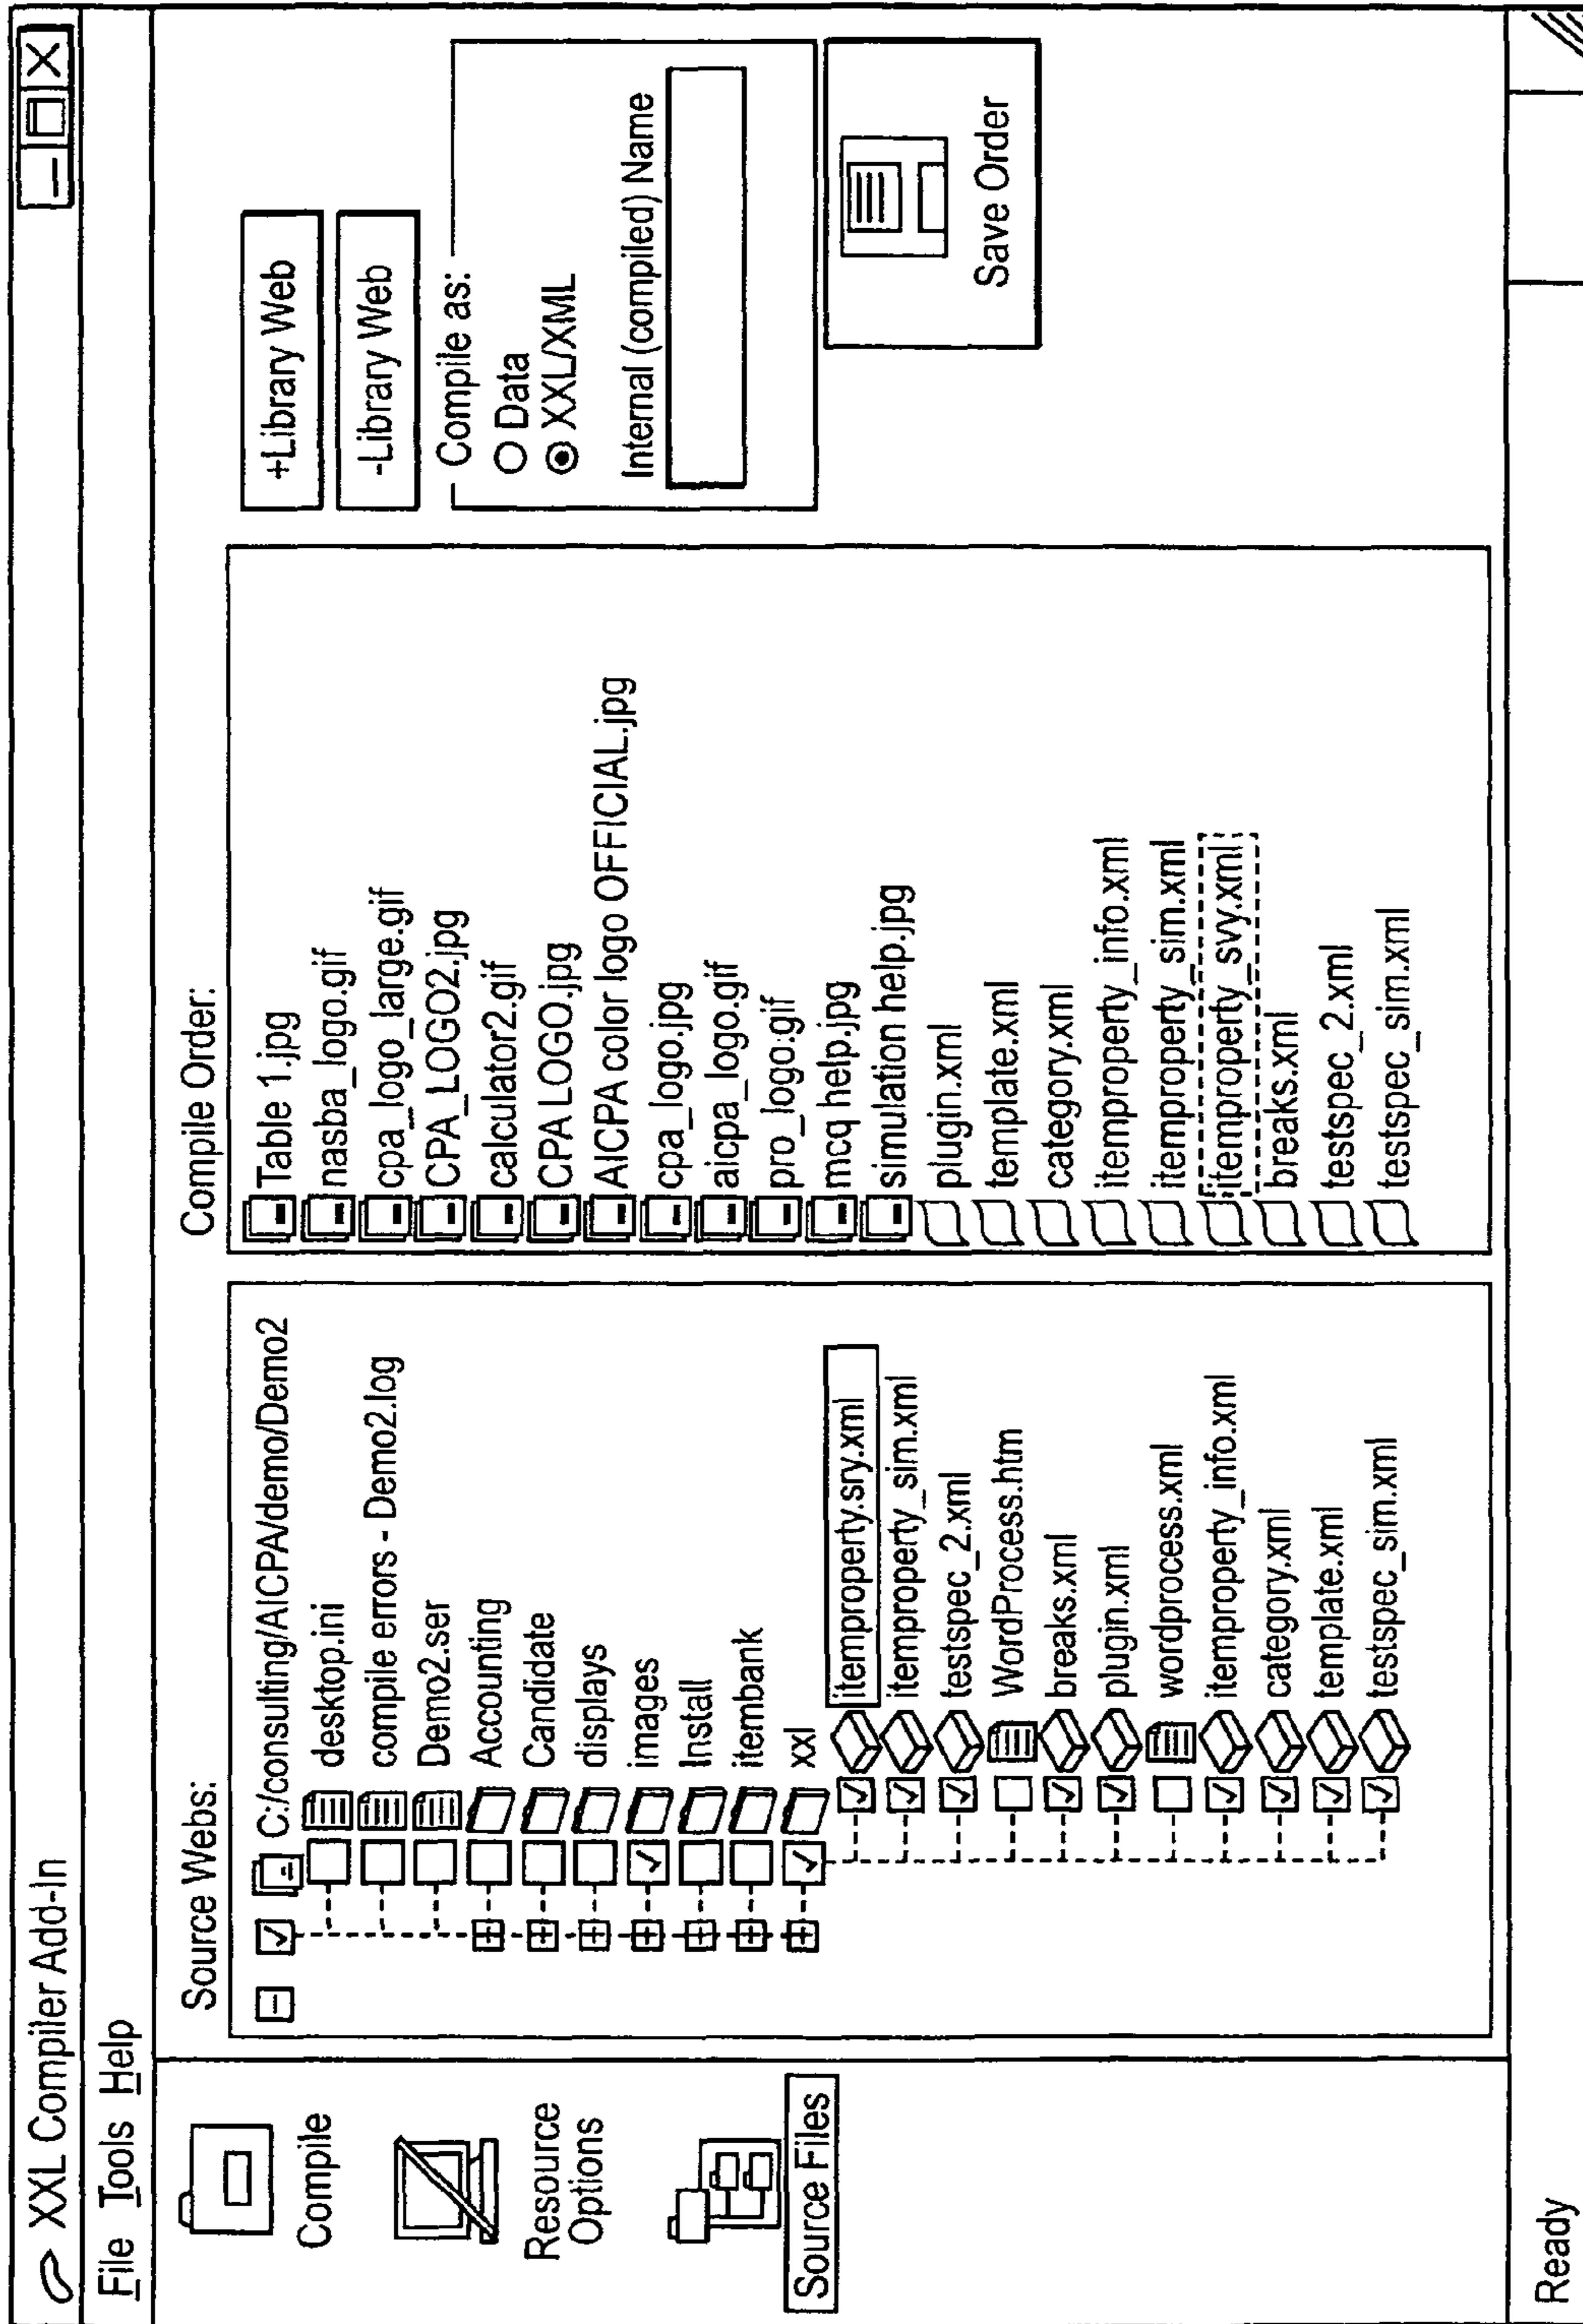 XXL Compiler Add-In
File Tools Help
Compile
Resource
Options
Source Files
Source Webs:
C:/consulting/AICPA/demo/Demo2
desktop.ini
compile errors - Demo2.log
Demo2.ser
Accounting
Candidate
displays
images
Install
itembank
xxl
itemproperty.sry.xml
itemproperty_sim.xml
testspec_2.xml
WordProcess.htm
breaks.xml
plugin.xml
wordprocess.xml
itemproperty_info.xml
category.xml
template.xml
testspec_sim.xml
Compile Order:
Table 1.jpg
nasba_logo.gif
cpa_logo_large.gif
CPA_LOGO2.jpg
calculator2.gif
CPA LOGO.jpg
AICPA color logo OFFICIAL.jpg
cpa_logo.jpg
aicpa_logo.gif
pro_logo.gif
mcq help.jpg
simulation help.jpg
plugin.xml
template.xml
category.xml
itemproperty_info.xml
itemproperty_sim.xml
itemproperty_svy.xml
breaks.xml
testspec_2.xml
testspec_sim.xml
+Library Web
-Library Web
Compile as:
Data
XXL/XML
Internal (compiled) Name
Save Order
Ready